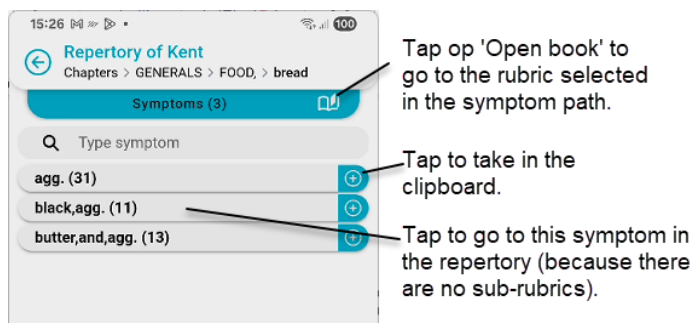 15:26
100
Repertory of Kent
Chapters > GENERALS > FOOD, > bread
Symptoms (3)
Type symptom
agg. (31)
black,agg. (11)
butter,and,agg. (13)
Tap op 'Open book' to
go to the rubric selected
in the symptom path.
Tap to take in the
clipboard.
Tap to go to this symptom in
the repertory (because there
are no sub-rubrics).